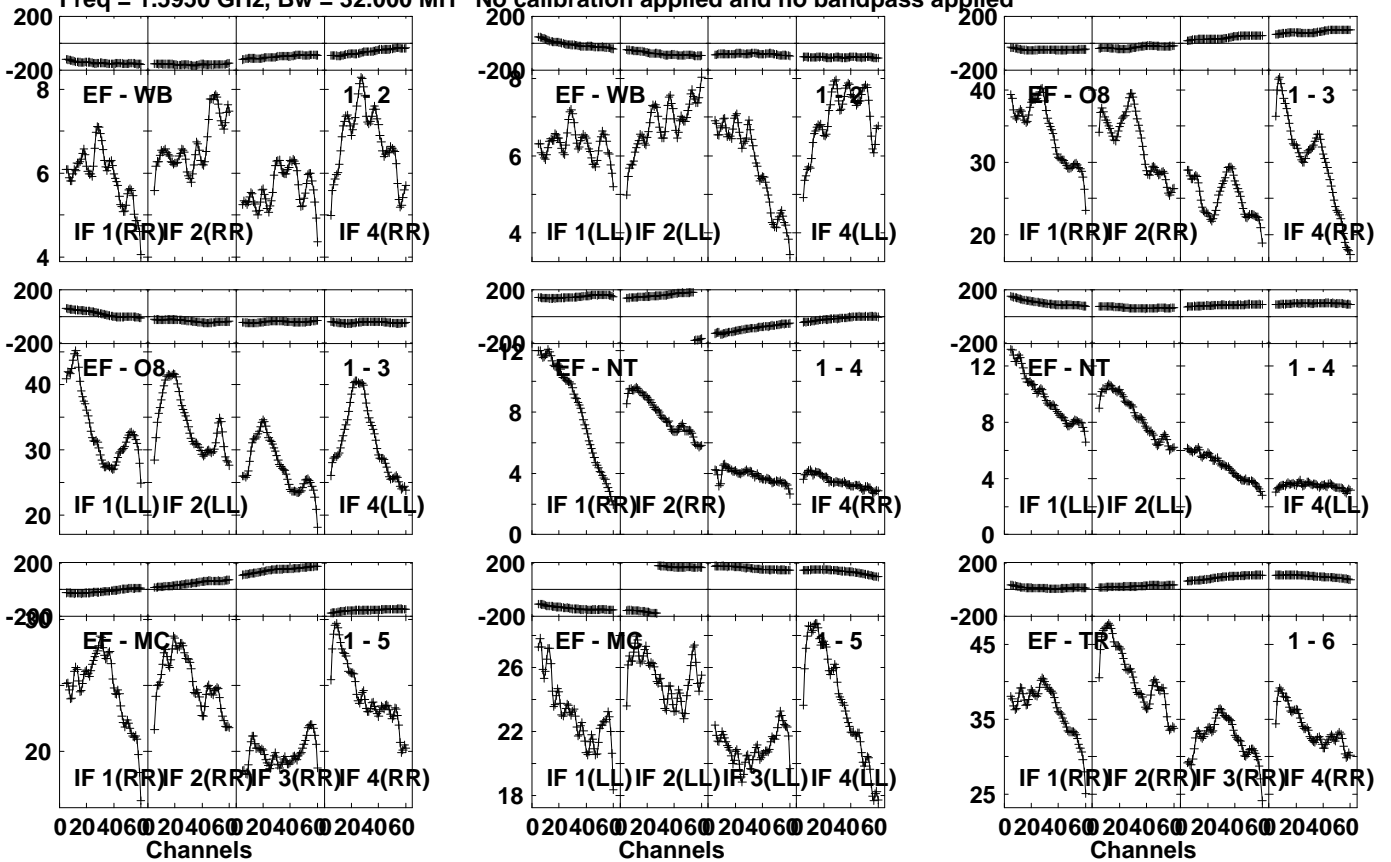 Freq = 1.5950 GHz, Bw = 32.000 MH No calibration applied and no bandpass applied
200
-200
8
6
4
EF - WB 1 - 2
IF 1(RR) IF 2(RR) IF 4(RR)
8
6
4
EF - WB 1 - 2
IF 1(LL) IF 2(LL) IF 4(LL)
200
-200
40
30
20
EF - O8 1 - 3
IF 1(RR) IF 2(RR) IF 4(RR)
200
-200
40
30
20
EF - O8 1 - 3
IF 1(LL) IF 2(LL) IF 4(LL)
200
-200
12
8
4
0
EF - NT 1 - 4
IF 1(RR) IF 2(RR) IF 4(RR)
200
-200
12
8
4
0
EF - NT 1 - 4
IF 1(LL) IF 2(LL) IF 4(LL)
200
-200
30
20
EF - MC 1 - 5
IF 1(RR) IF 2(RR) IF 3(RR) IF 4(RR)
0 20 40 60 0 20 40 60 0 20 40 60 0 20 40 60
Channels
200
-200
26
22
18
EF - MC 1 - 5
IF 1(LL) IF 2(LL) IF 3(LL) IF 4(LL)
0 20 40 60 0 20 40 60 0 20 40 60 0 20 40 60
Channels
200
-200
45
35
25
EF - TR 1 - 6
IF 1(RR) IF 2(RR) IF 3(RR) IF 4(RR)
0 20 40 60 0 20 40 60 0 20 40 60 0 20 40 60
Channels